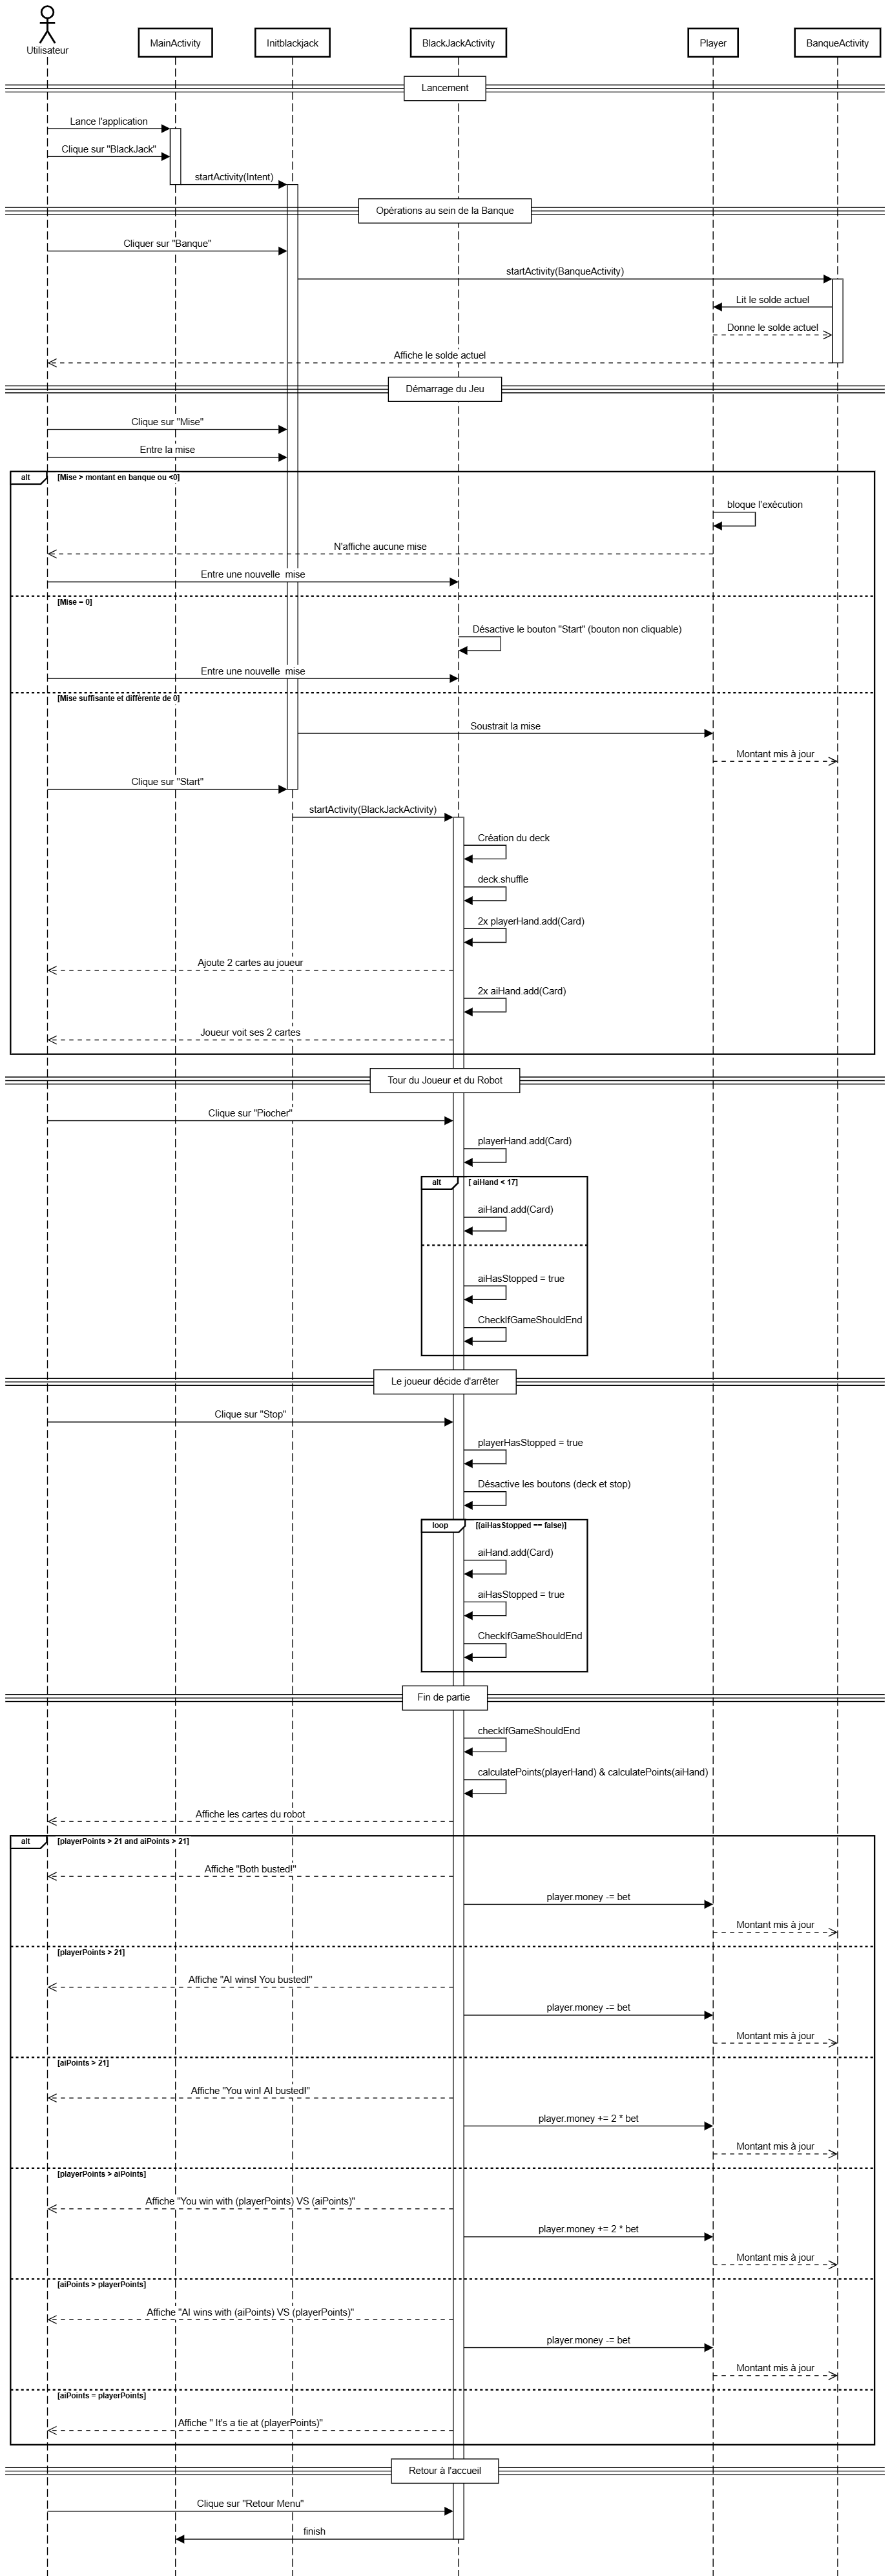 Utilisateur
MainActivity
Initblackjack
BlackJackActivity
Player
BanqueActivity
Lancement
Lance l'application
Clique sur "BlackJack"
startActivity(Intent)
Opérations au sein de la Banque
Cliquer sur "Banque"
startActivity(BanqueActivity)
Lit le solde actuel
Donne le solde actuel
Affiche le solde actuel
Démarrage du Jeu
Clique sur "Mise"
Entre la mise
alt
[Mise > montant en banque ou <0]
bloque l'exécution
N'affiche aucune mise
Entre une nouvelle  mise
[Mise = 0]
Désactive le bouton "Start" (bouton non cliquable)
Entre une nouvelle  mise
[Mise suffisante et différente de 0]
Soustrait la mise
Montant mis à jour
Clique sur "Start"
startActivity(BlackJackActivity)
Création du deck
deck.shuffle
2x playerHand.add(Card)
Ajoute 2 cartes au joueur
2x aiHand.add(Card)
Joueur voit ses 2 cartes
Tour du Joueur et du Robot
Clique sur "Piocher"
playerHand.add(Card)
alt
[ aiHand < 17]
aiHand.add(Card)
aiHasStopped = true
CheckIfGameShouldEnd
Le joueur décide d'arrêter
Clique sur "Stop"
playerHasStopped = true
Désactive les boutons (deck et stop)
loop
[(aiHasStopped == false)]
aiHand.add(Card)
aiHasStopped = true
CheckIfGameShouldEnd
Fin de partie
checkIfGameShouldEnd
calculatePoints(playerHand) & calculatePoints(aiHand)
Affiche les cartes du robot
alt
[playerPoints > 21 and aiPoints > 21]
Affiche "Both busted!"
player.money -= bet
Montant mis à jour
[playerPoints > 21]
Affiche "AI wins! You busted!"
player.money -= bet
Montant mis à jour
[aiPoints > 21]
Affiche "You win! AI busted!"
player.money += 2 * bet
Montant mis à jour
[playerPoints > aiPoints]
Affiche "You win with (playerPoints) VS (aiPoints)"
player.money += 2 * bet
Montant mis à jour
[aiPoints > playerPoints]
Affiche "AI wins with (aiPoints) VS (playerPoints)"
player.money -= bet
Montant mis à jour
[aiPoints = playerPoints]
Affiche " It's a tie at (playerPoints)"
Retour à l'accueil
Clique sur "Retour Menu"
finish